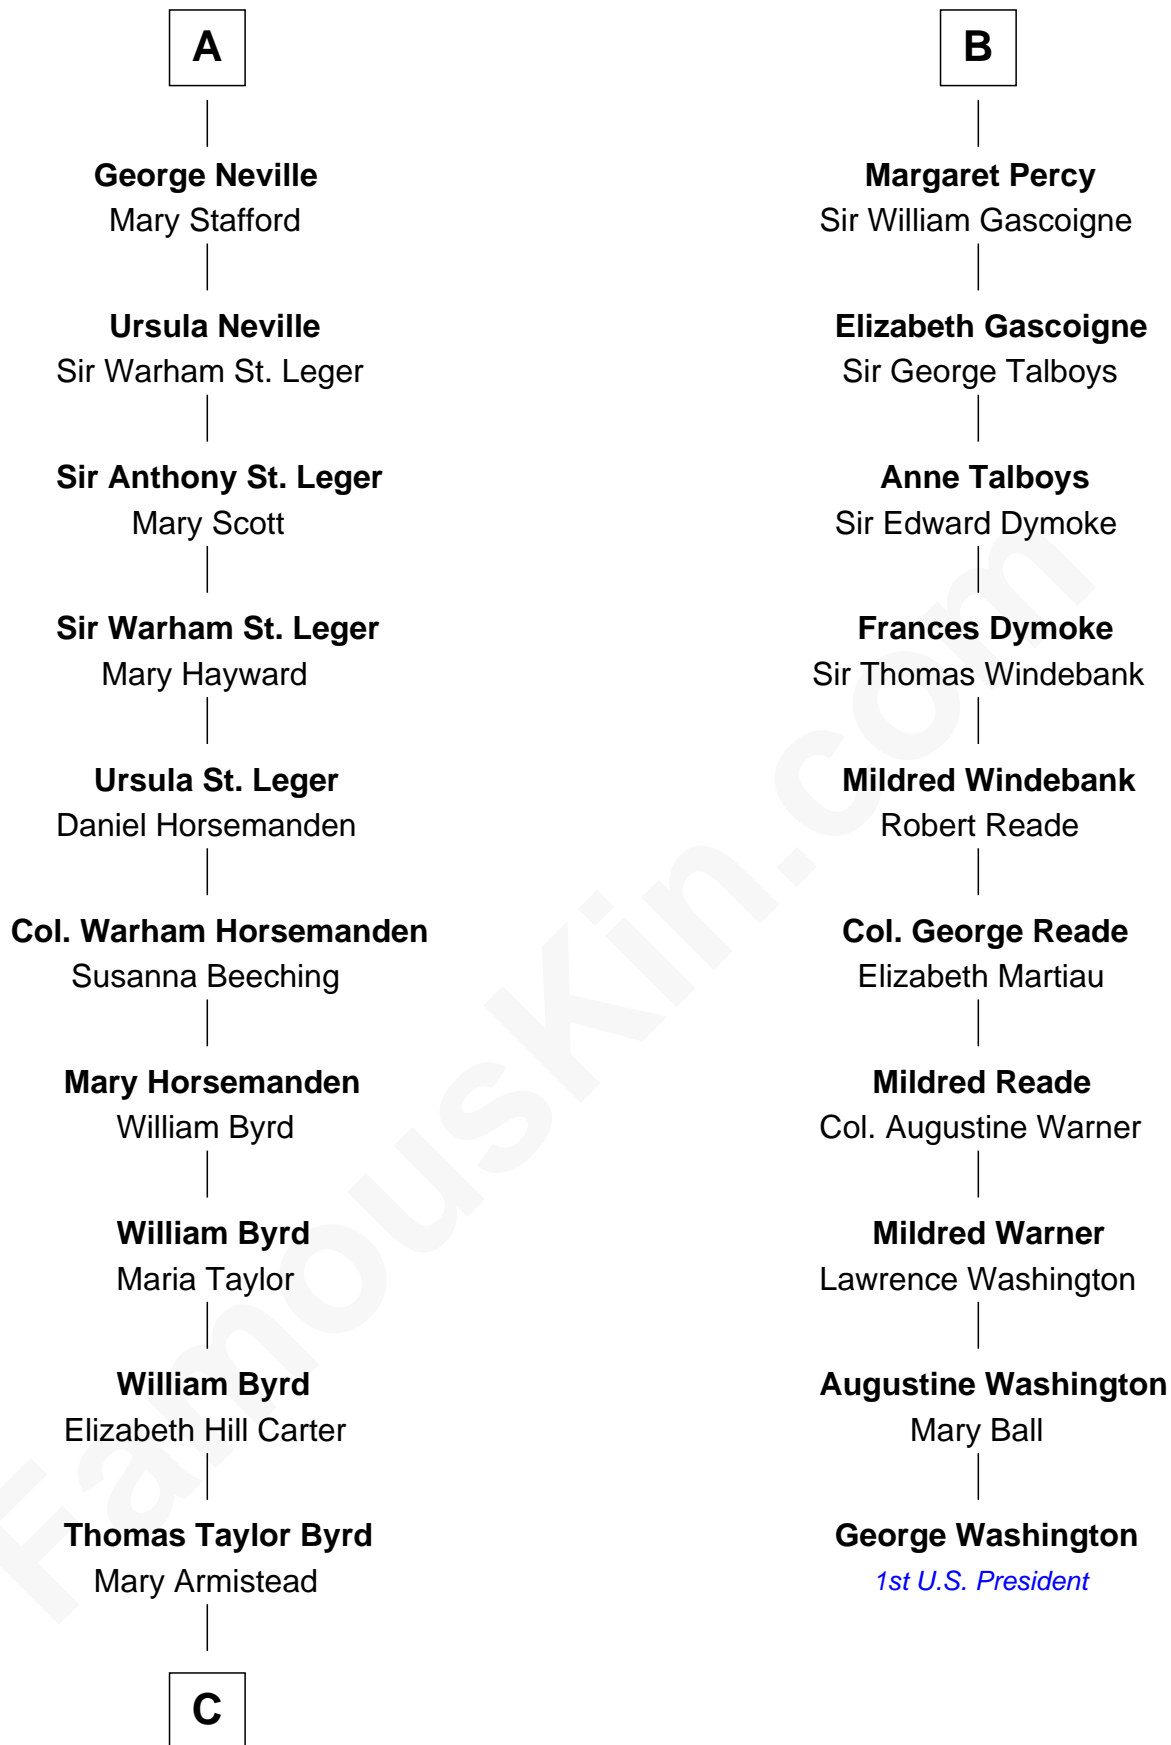 A
George Neville
Mary Stafford
Ursula Neville
Sir Warham St. Leger
Sir Anthony St. Leger
Mary Scott
Sir Warham St. Leger
Mary Hayward
Ursula St. Leger
Daniel Horsemanden
Col. Warham Horsemanden
Susanna Beeching
Mary Horsemanden
William Byrd
William Byrd
Maria Taylor
William Byrd
Elizabeth Hill Carter
Thomas Taylor Byrd
Mary Armistead
C
B
Margaret Percy
Sir William Gascoigne
Elizabeth Gascoigne
Sir George Talboys
Anne Talboys
Sir Edward Dymoke
Frances Dymoke
Sir Thomas Windebank
Mildred Windebank
Robert Reade
Col. George Reade
Elizabeth Martiau
Mildred Reade
Col. Augustine Warner
Mildred Warner
Lawrence Washington
Augustine Washington
Mary Ball
George Washington
1st U.S. President
FamousKin.com